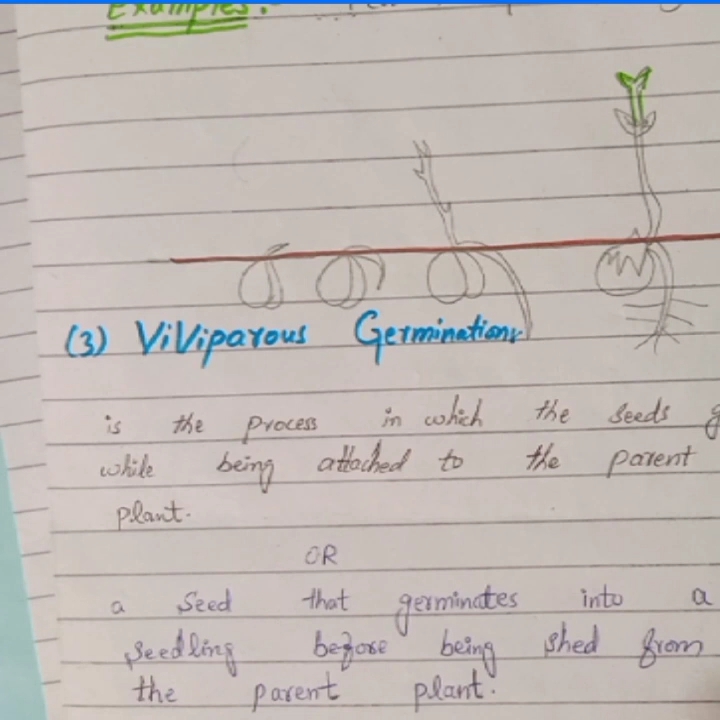 Examples:
(3) ViViparous Germination
is the process in which the seeds
while being attached to the parent
plant.
OR
a seed that germinates into a
seedling before being shed from
the parent plant.